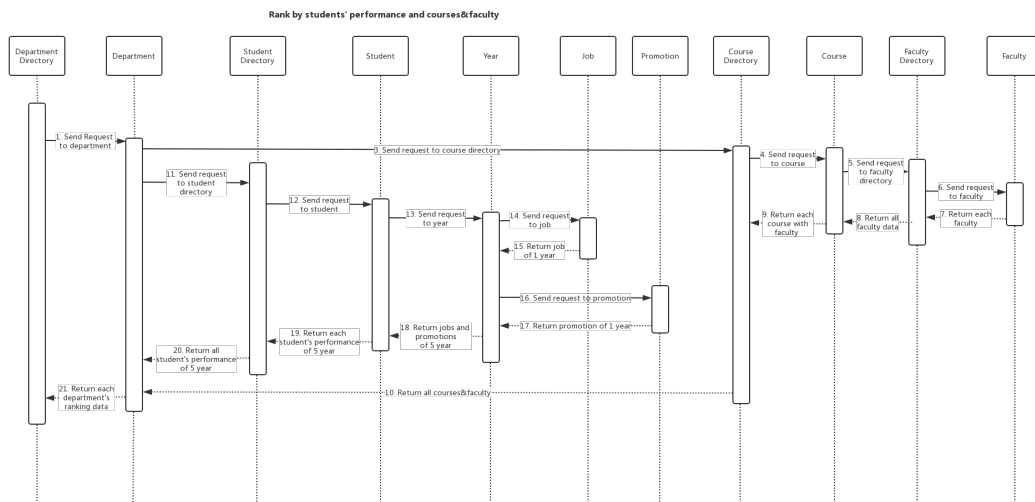 Rank by students' performance and courses&faculty
Department
Directory
Department
Student
Directory
Student
Year
Job
Promotion
Course
Directory
Course
Faculty
Directory
Faculty
1. Send Request
to department
3. Send request to course directory
4. Send request
to course
5. Send request
to faculty
directory
6. Send request
to faculty
7. Return each
faculty
8. Return all
faculty data
9. Return each
course with
faculty
11. Send request
to student
directory
12. Send request
to student
13. Send request
to year
14. Send request
to job
15. Return job
of 1 year
16. Send request to promotion
17. Return promotion of 1 year
18. Return jobs and
promotions
of 5 year
19. Return each
student's performance
of 5 year
20. Return all
student's performance
of 5 year
21. Return each
department's
ranking data
10. Return all courses&faculty